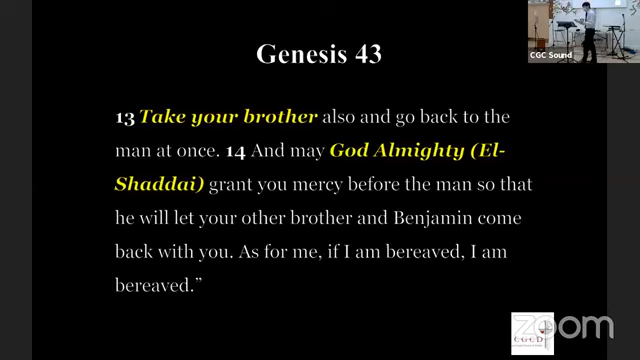 CGC Sound
Genesis 43
13 Take your brother also and go back to the
man at once. 14 And may God Almighty (El-
Shaddai) grant you mercy before the man so that
he will let your other brother and Benjamin come
back with you. As for me, if I am bereaved, I am
bereaved.”
zoom
CGCD